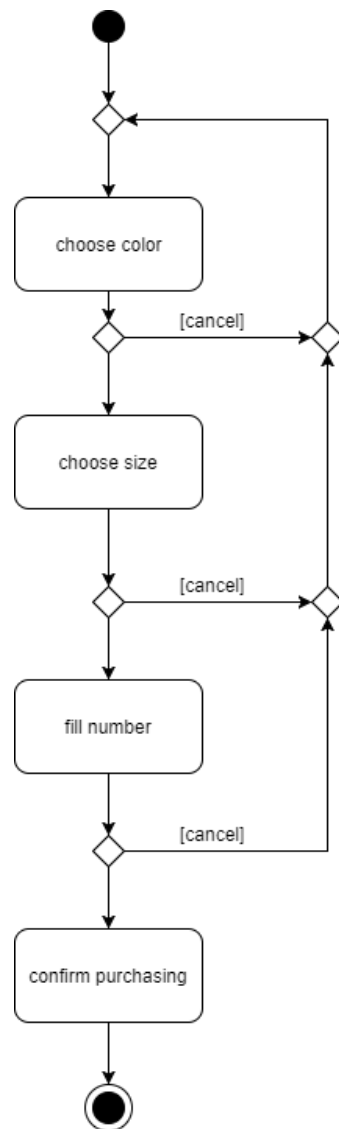 choose color
[cancel]
choose size
[cancel]
fill number
[cancel]
confirm purchasing